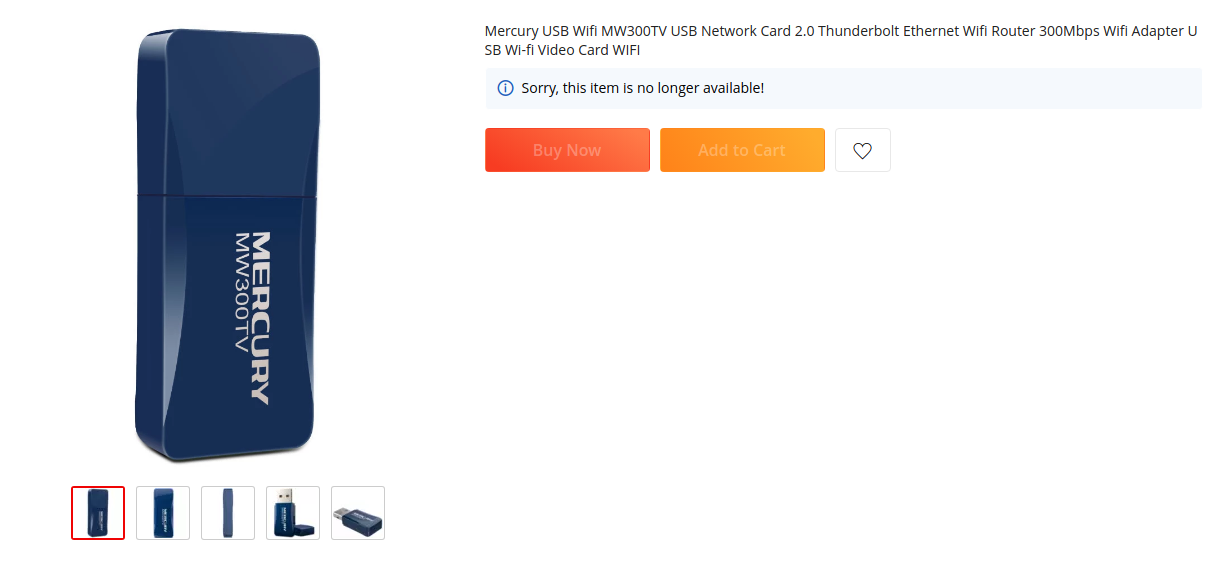 Mercury USB Wifi MW300TV USB Network Card 2.0 Thunderbolt Ethernet Wifi Router 300Mbps Wifi Adapter U
SB Wi-fi Video Card WIFI
Sorry, this item is no longer available!
Buy Now
Add to Cart
MERCURY
MW300TV